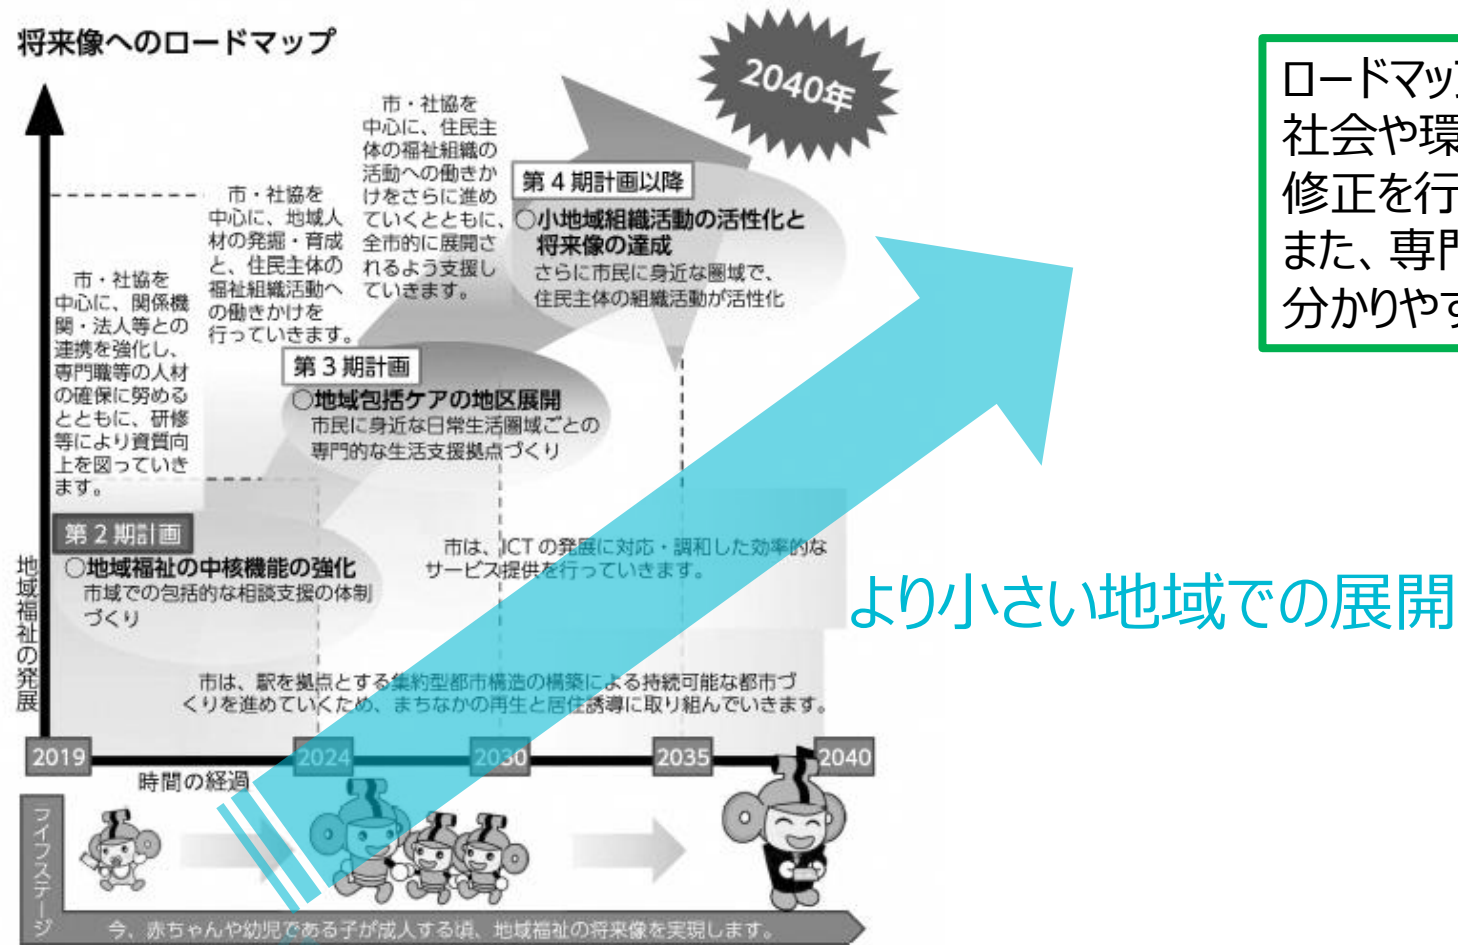 将来像へのロードマップ
2040年
市・社協を
中心に、住民主
体の福祉組織の
活動への働きか
けをさらに進め
ていくとともに、
全市的に展開さ
れるよう支援し
ていきます。
第4期計画以降
○小地域組織活動の活性化と
将来像の達成
さらに市民に身近な圏域で、
住民主体の組織活動が活性化
市・社協を
中心に、地域人
材の発掘・育成
と、住民主体の
福祉組織活動へ
の働きかけを
行っていきます。
第3期計画
○地域包括ケアの地区展開
市民に身近な日常生活圏域ごとの
専門的な生活支援拠点づくり
市・社協を
中心に、関係機
関・法人等との
連携を強化し、
専門職等の人材
の確保に努める
とともに、研修
等により資質向
上を図っていき
ます。
第2期計画
○地域福祉の中核機能の強化
市域での包括的な相談支援の体制
づくり
市は、ICTの発展に対応・調和した効率的な
サービス提供を行っていきます。
市は、駅を拠点とする集約型都市構造の構築による持続可能な都市づ
くりを進めていくため、まちなかの再生と居住誘導に取り組んでいきます。
地域福祉の発展
2019
2024
2030
2035
2040
時間の経過
ライフステージ
今、赤ちゃんや幼児である子が成人する頃、地域福祉の将来像を実現します。
より小さい地域での展開
ロードマッ
社会や環
修正を行
また、専門
分かりやす